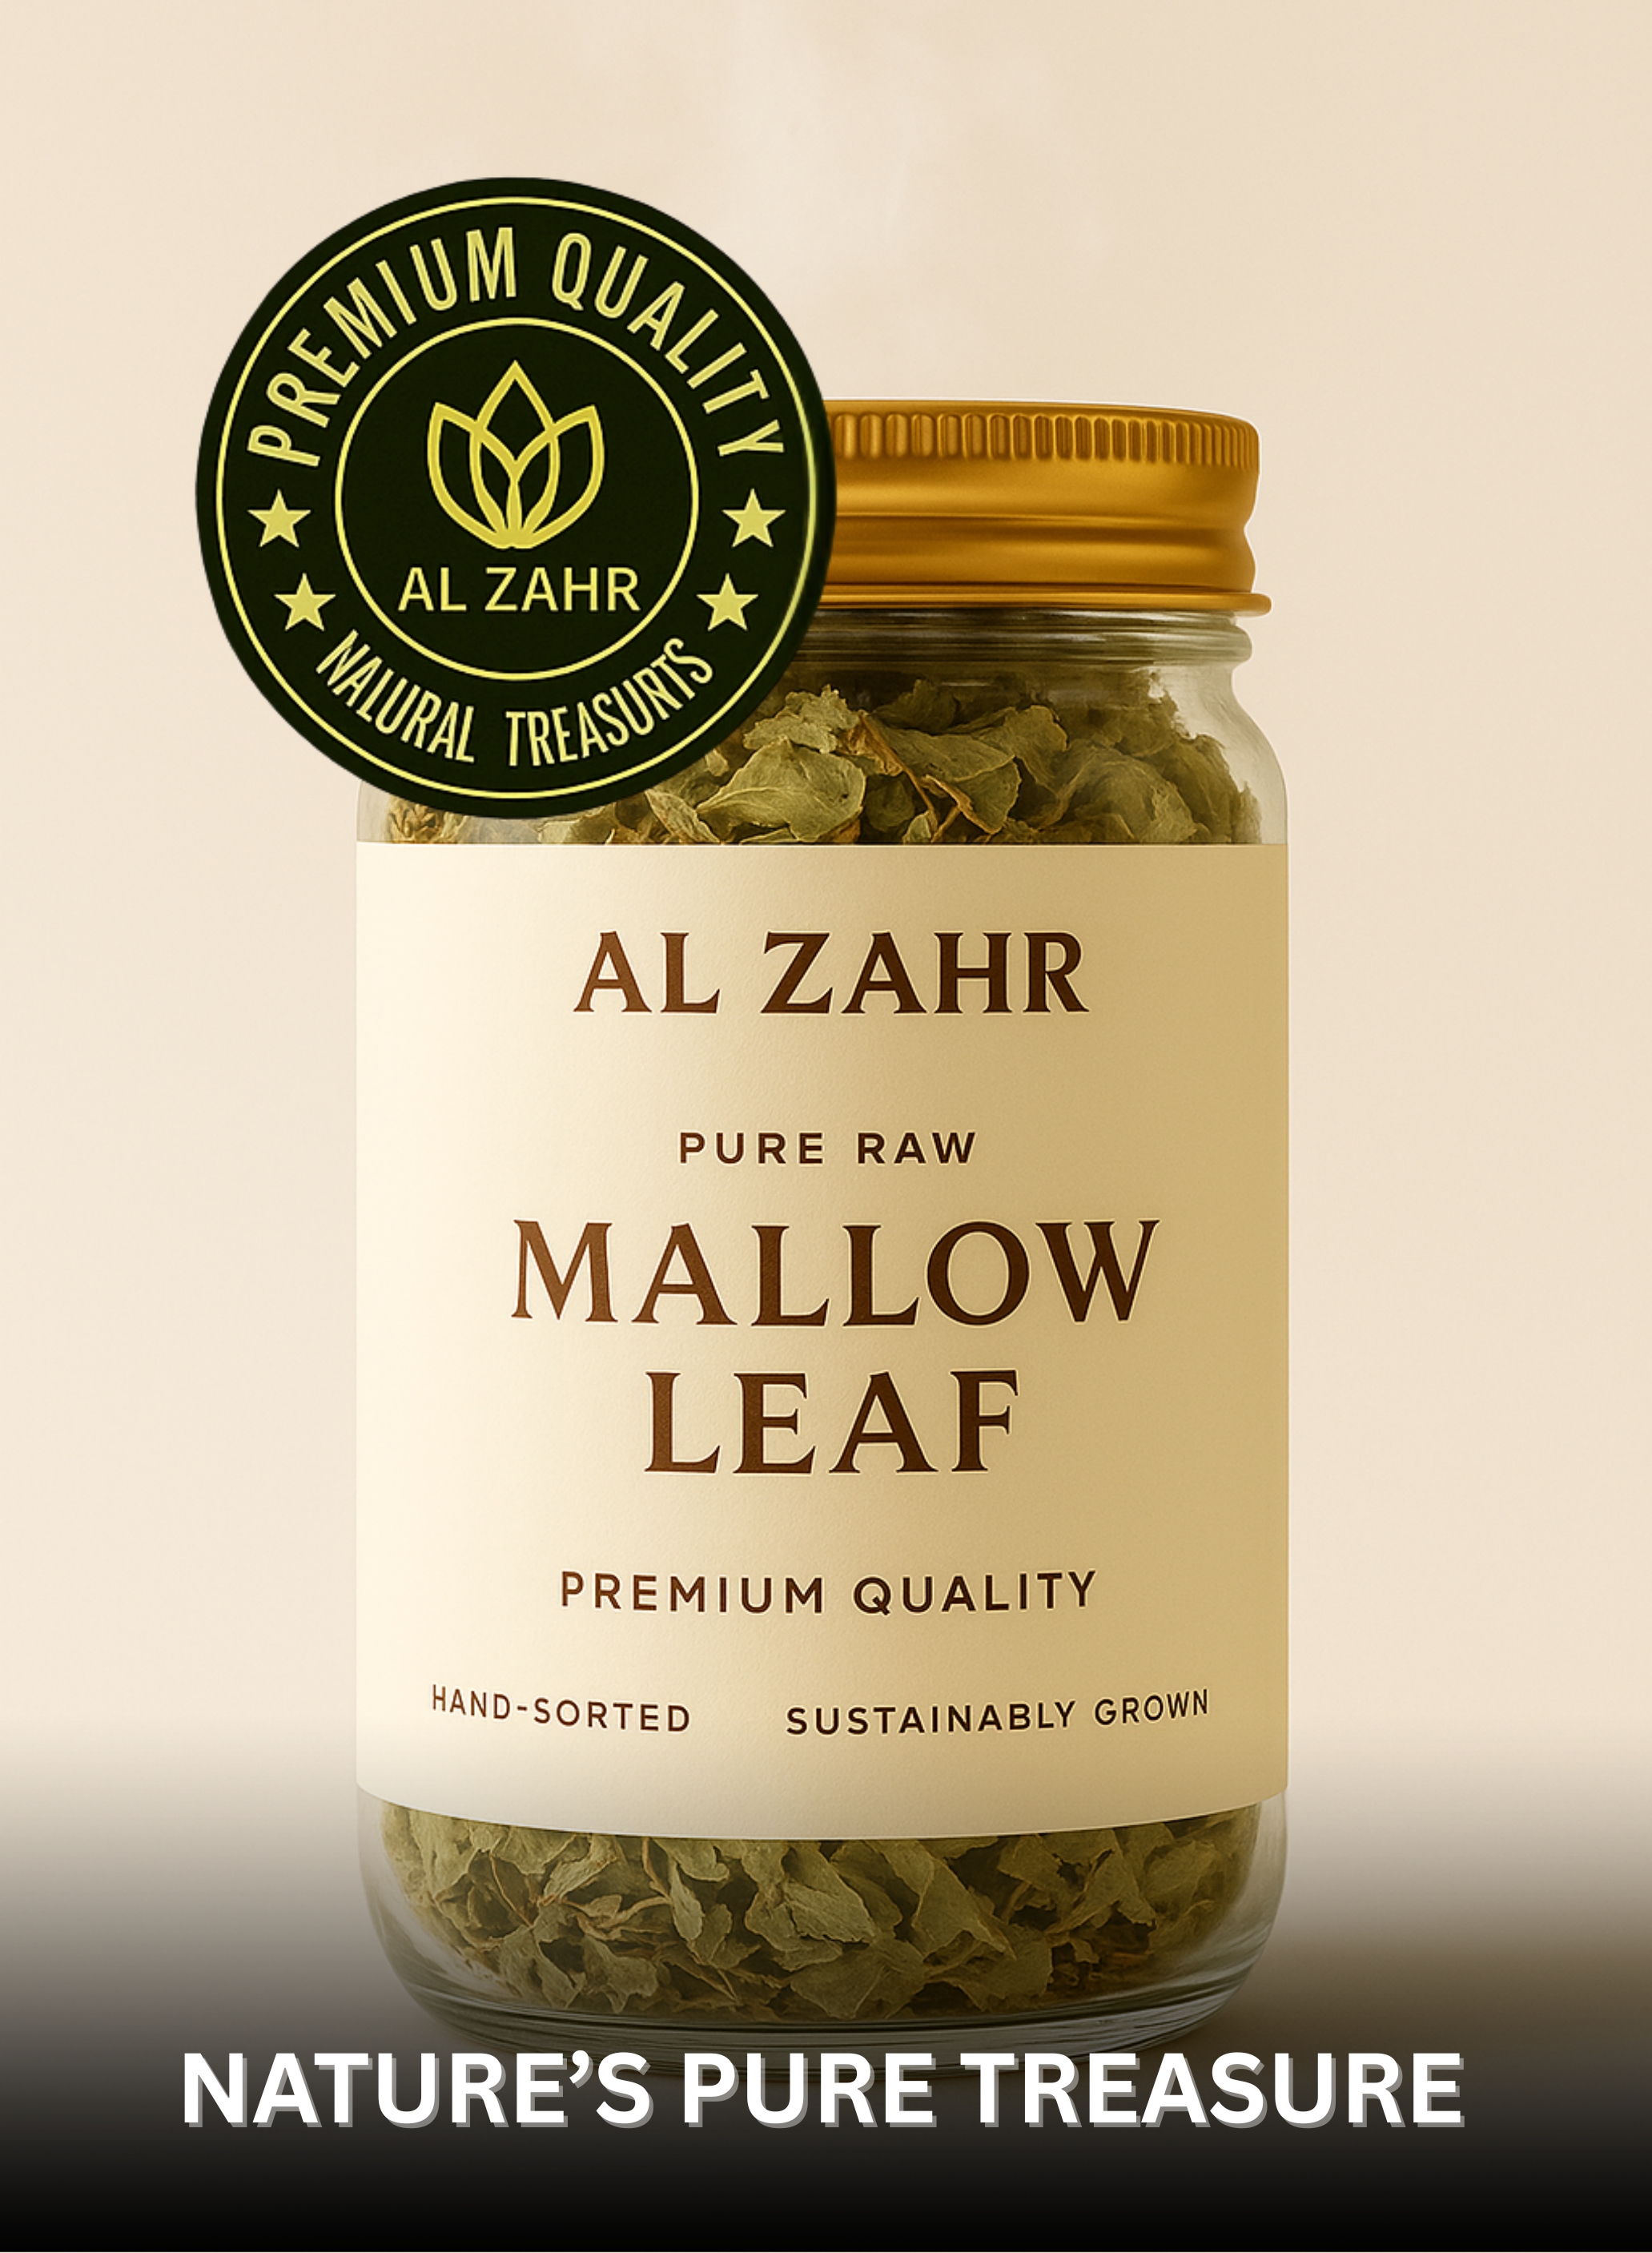 PREMIUM QUALITY
AL ZAHR
NALURAL TREASURTS
AL ZAHR
PURE RAW
MALLOW
LEAF
PREMIUM QUALITY
HAND-SORTED SUSTAINABLY GROWN
NATURE’S PURE TREASURE